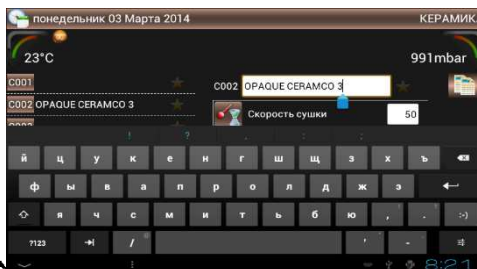 понедельник 03 Марта 2014 КЕРАМИК
23°C 991mbar
C001
C002 OPAQUE CERAMCO 3
C002 OPAQUE CERAMCO 3
Скорость сушки 50
! ? , : ;
й ц у к е н г ш щ з х ъ
ф ы в а п р о л д ж э
я ч с м и т ь б ю , .
:-)
?123 / ' -
8:21